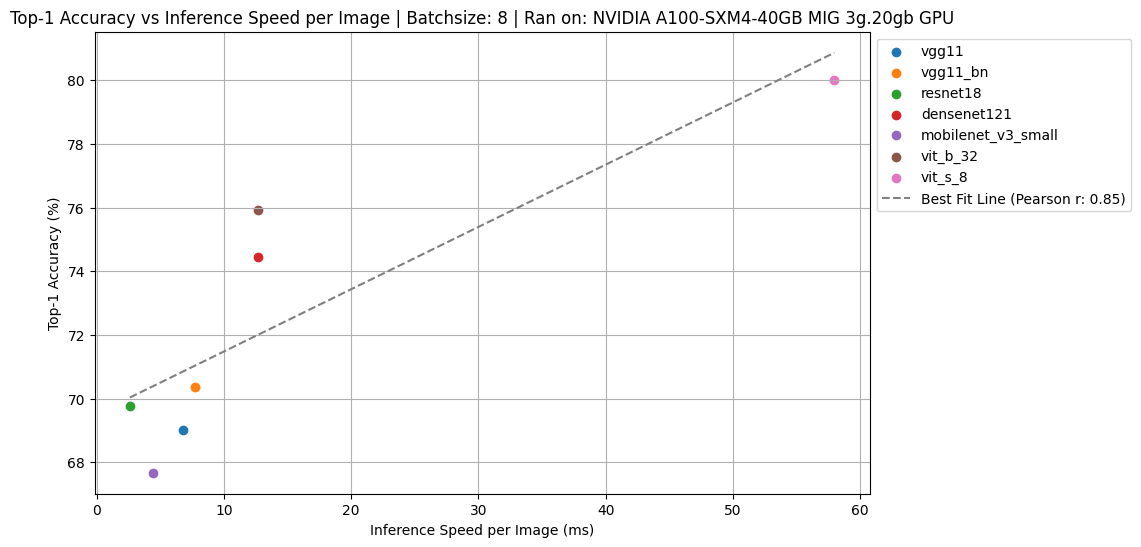 Top-1 Accuracy vs Inference Speed per Image | Batchsize: 8 | Ran on: NVIDIA A100-SXM4-40GB MIG 3g.20gb GPU
vgg11
vgg11_bn
resnet18
densenet121
mobilenet_v3_small
vit_b_32
vit_s_8
Best Fit Line (Pearson r: 0.85)
Top-1 Accuracy (%)
80
78
76
74
72
70
68
0 10 20 30 40 50 60
Inference Speed per Image (ms)